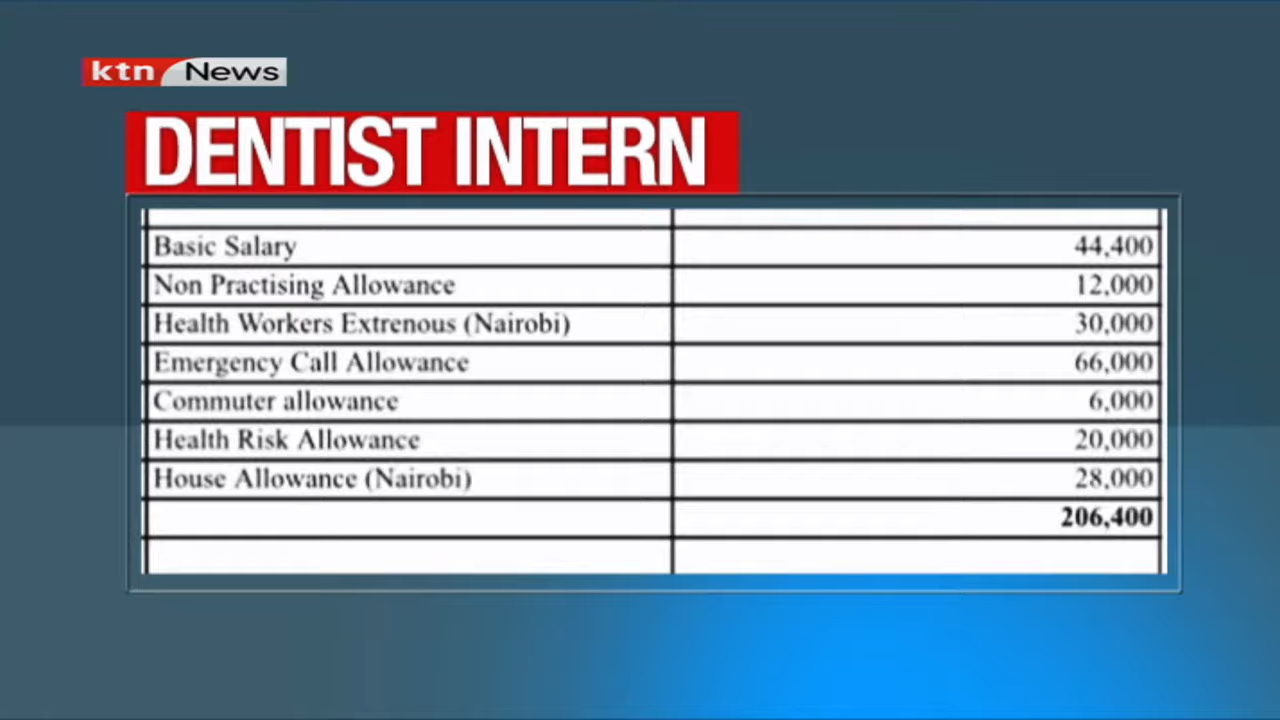 ktn News
DENTIST INTERN
Basic Salary 44,400
Non Practising Allowance 12,000
Health Workers Extrenous (Nairobi) 30,000
Emergency Call Allowance 66,000
Commuter allowance 6,000
Health Risk Allowance 20,000
House Allowance (Nairobi) 28,000
206,400